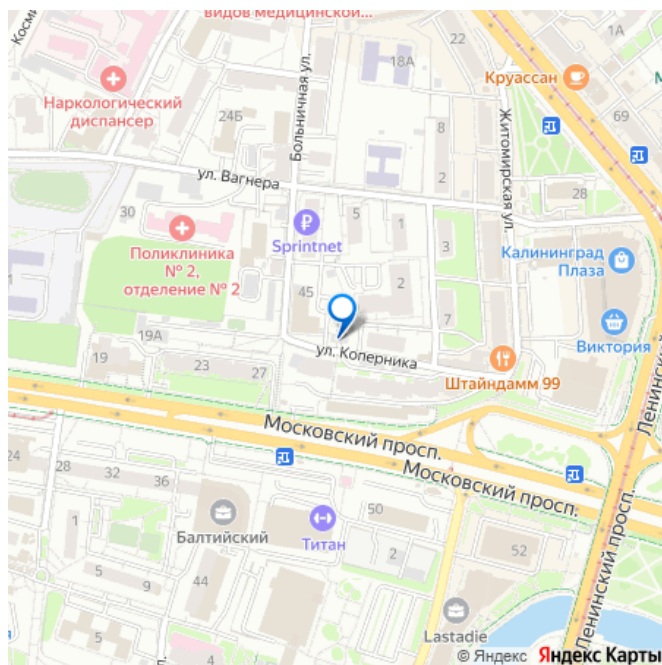 видов медицинской...
Косми
22
18А
1А
Круассан
Наркологический
диспансер
24Б
Больничная ул.
8
69
Житомирская ул.
ул. Вагнера
2
28
30
5
1
Sprintnet
3
Поликлиника
№ 2,
отделение № 2
Калининград
Плаза
45
2
7
Виктория
19А
ул. Коперника
19
23
27
Штайндамм 99
Ленинский
Московский просп.
Московский просп.
24
28
32
36
50
1
Балтийский
Титан
2
52
5
9
44
Ленинский просп.
4
Lastadie
© Яндекс Яндекс Карты